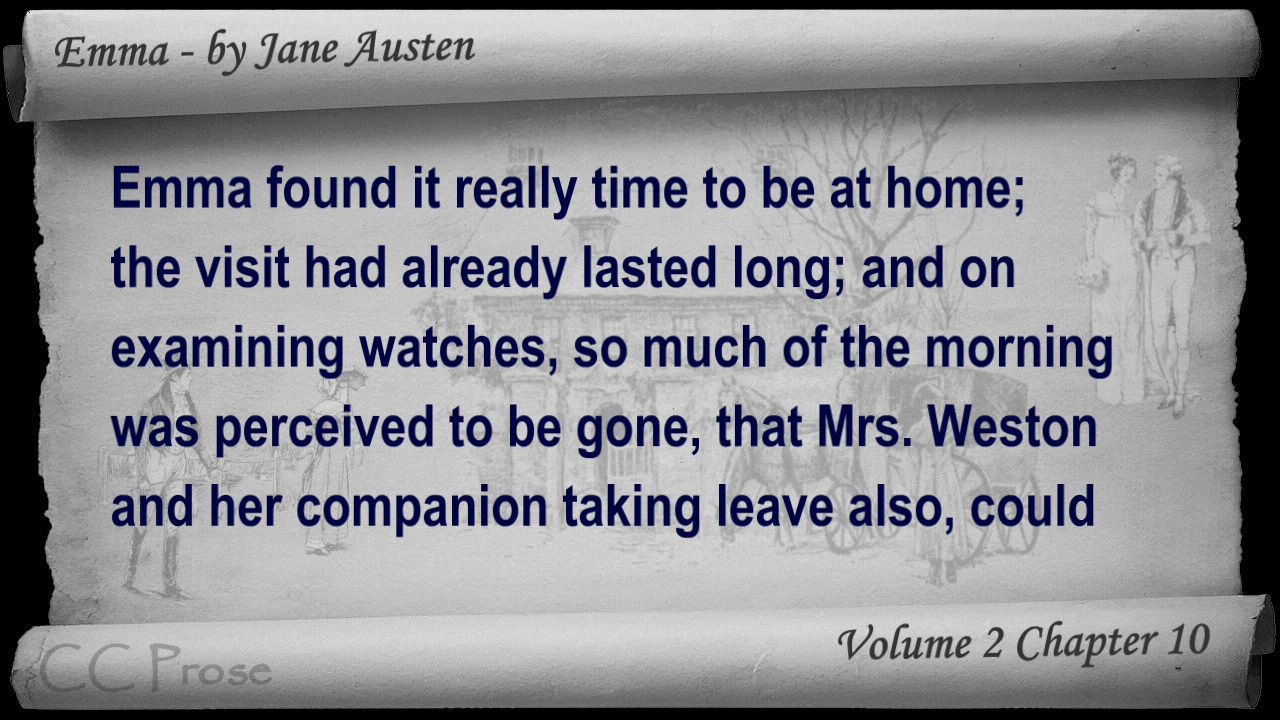 Emma - by Jane Austen
Emma found it really time to be at home;
the visit had already lasted long; and on
examining watches, so much of the morning
was perceived to be gone, that Mrs. Weston
and her companion taking leave also, could
Volume 2 Chapter 10
CC Prose